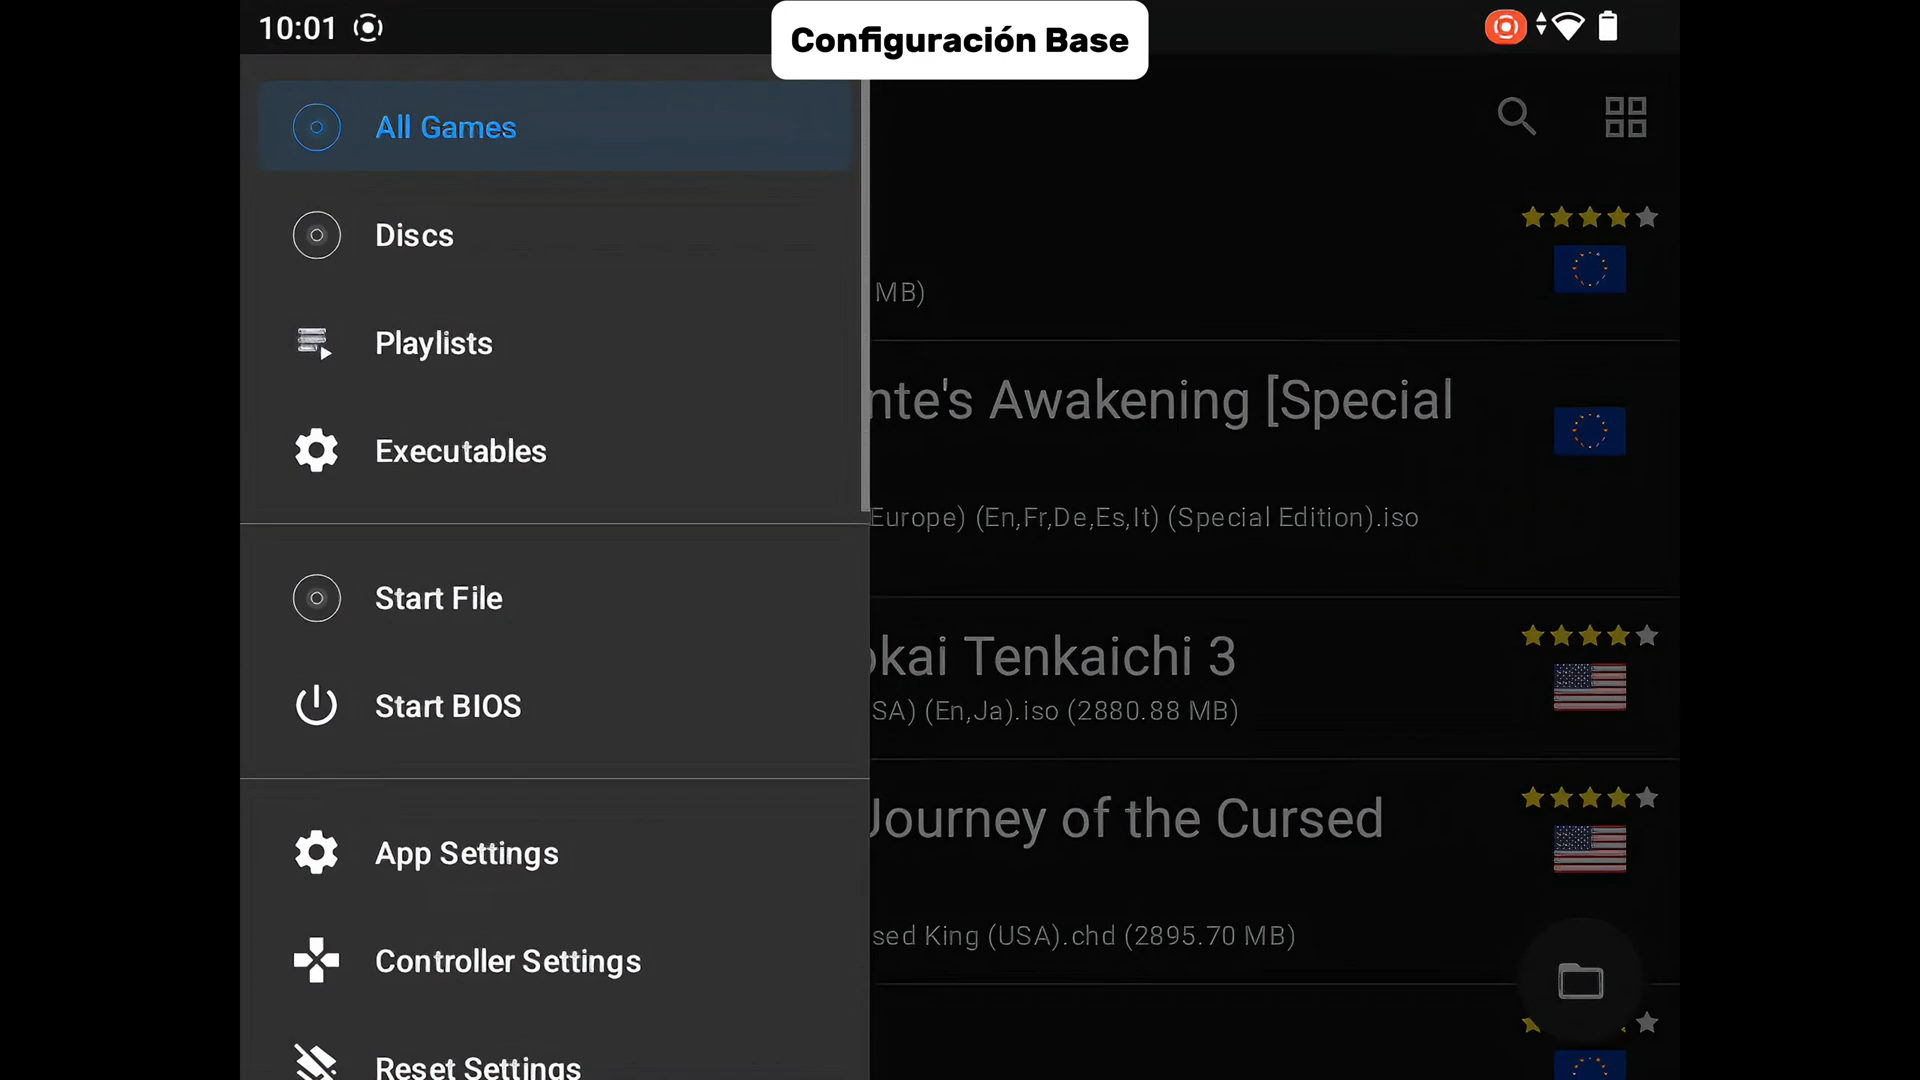 10:01
Configuración Base
All Games
Discs
Playlists
Executables
Start File
Start BIOS
App Settings
Controller Settings
Reset Settings
MB)
nte's Awakening [Special
Europe) (En,Fr,De,Es,It) (Special Edition).iso
okai Tenkaichi 3
SA) (En,Ja).iso (2880.88 MB)
Journey of the Cursed
sed King (USA).chd (2895.70 MB)